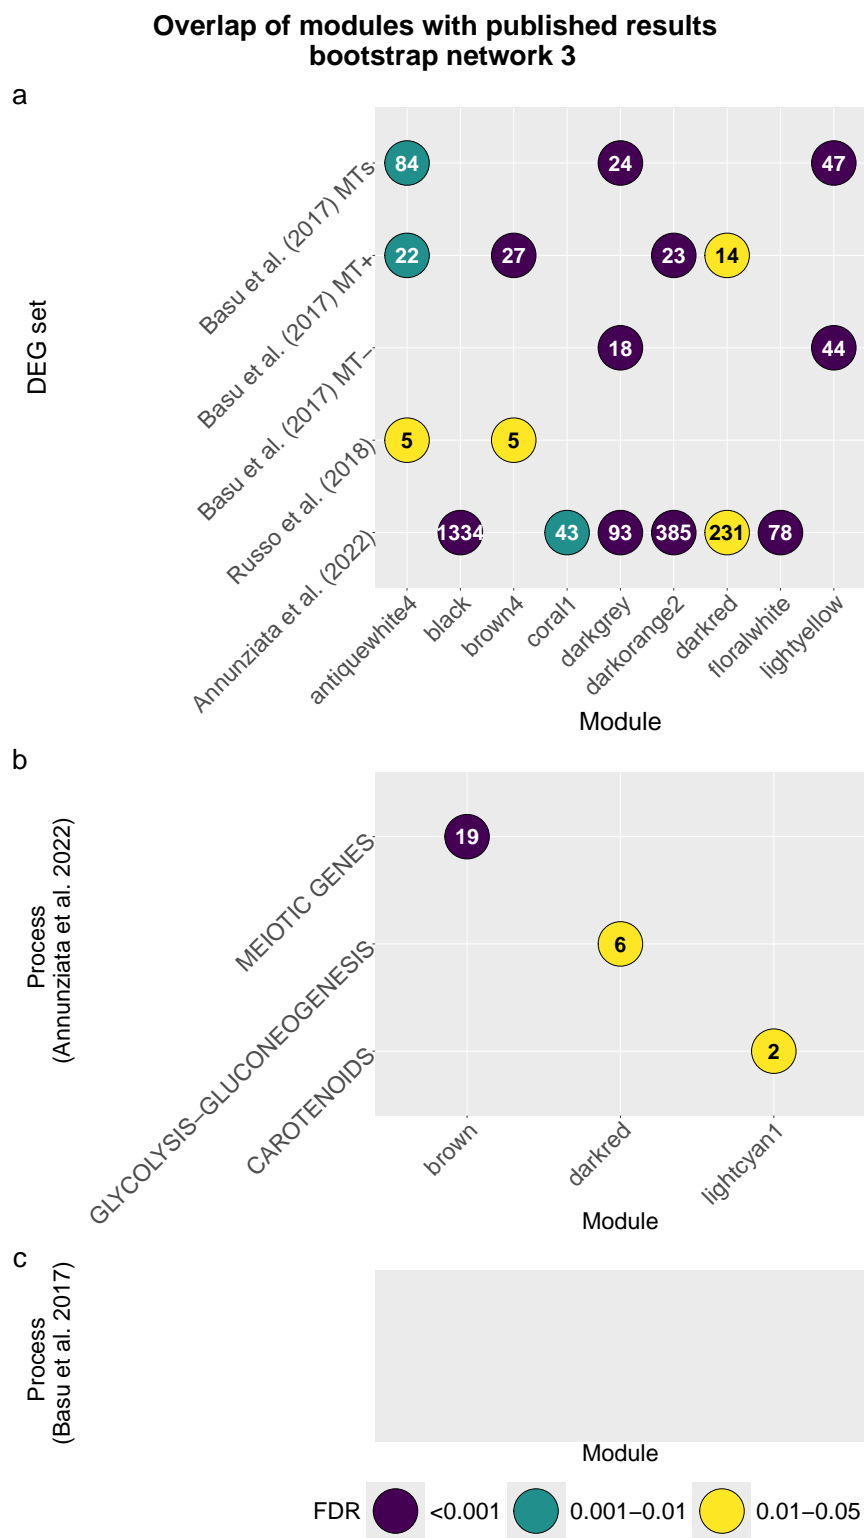 Overlap of modules with published results
bootstrap network 3
a
DEG set
Basu et al. (2017) MTs
Basu et al. (2017) MT+
Basu et al. (2017) MT−
Russo et al. (2018)
Annunziata et al. (2022)
84
24
47
22
27
23
14
18
44
5
5
1334
43
93
385
231
78
antiquewhite4
black
brown4
coral1
darkgrey
darkorange2
darkred
floralwhite
lightyellow
Module
b
Process
(Annunziata et al. 2022)
MEIOTIC GENES
GLYCOLYSIS−GLUCONEOGENESIS
CAROTENOIDS
19
6
2
brown
darkred
lightcyan1
Module
c
Process
(Basu et al. 2017)
Module
FDR <0.001 0.001−0.01 0.01−0.05